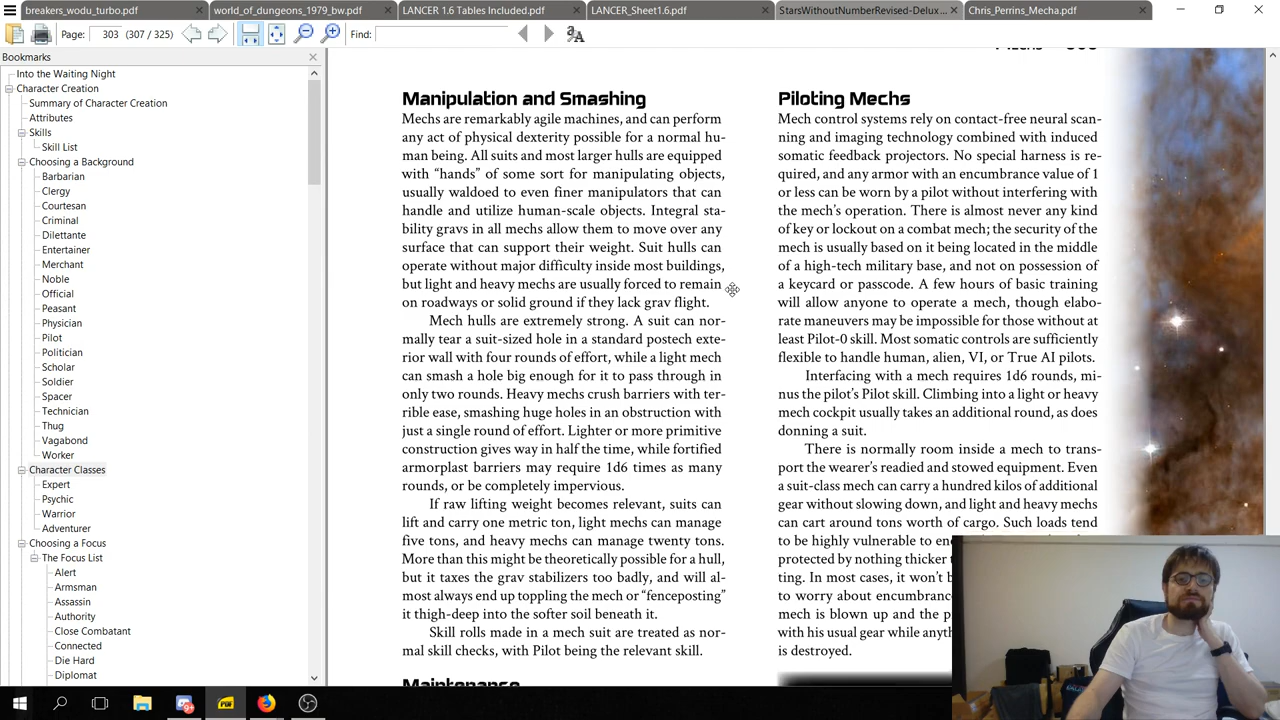 breakers_wodu_turbo.pdf
world_of_dungeons_1979_bw.pdf
LANCER 1.6 Tables Included.pdf
LANCER_Sheet1.6.pdf
StarsWithoutNumberRevised-Delux
Chris_Perrins_Mecha.pdf
Page: 303 (307 / 325)
Find:
Bookmarks
Into the Waiting Night
Character Creation
Summary of Character Creation
Attributes
Skills
Skill List
Choosing a Background
Barbarian
Clergy
Courtesan
Criminal
Dilettante
Entertainer
Merchant
Noble
Official
Peasant
Physician
Pilot
Politician
Scholar
Soldier
Spacer
Technician
Thug
Vagabond
Worker
Character Classes
Expert
Psychic
Warrior
Adventurer
Choosing a Focus
The Focus List
Alert
Armsman
Assassin
Authority
Close Combatant
Connected
Die Hard
Diplomat
Manipulation and Smashing
Mechs are remarkably agile machines, and can perform
any act of physical dexterity possible for a normal hu-
man being. All suits and most larger hulls are equipped
with “hands” of some sort for manipulating objects,
usually waldoed to even finer manipulators that can
handle and utilize human-scale objects. Integral sta-
bility gravs in all mechs allow them to move over any
surface that can support their weight. Suit hulls can
operate without major difficulty inside most buildings,
but light and heavy mechs are usually forced to remain
on roadways or solid ground if they lack grav flight.
Mech hulls are extremely strong. A suit can nor-
mally tear a suit-sized hole in a standard postech exte-
rior wall with four rounds of effort, while a light mech
can smash a hole big enough for it to pass through in
only two rounds. Heavy mechs crush barriers with ter-
rible ease, smashing huge holes in an obstruction with
just a single round of effort. Lighter or more primitive
construction gives way in half the time, while fortified
armorplast barriers may require 1d6 times as many
rounds, or be completely impervious.
If raw lifting weight becomes relevant, suits can
lift and carry one metric ton, light mechs can manage
five tons, and heavy mechs can manage twenty tons.
More than this might be theoretically possible for a hull,
but it taxes the grav stabilizers too badly, and will al-
most always end up toppling the mech or “fenceposting”
it thigh-deep into the softer soil beneath it.
Skill rolls made in a mech suit are treated as nor-
mal skill checks, with Pilot being the relevant skill.
Maintenance
Piloting Mechs
Mech control systems rely on contact-free neural scan-
ning and imaging technology combined with induced
somatic feedback projectors. No special harness is re-
quired, and any armor with an encumbrance value of 1
or less can be worn by a pilot without interfering with
the mech’s operation. There is almost never any kind
of key or lockout on a combat mech; the security of the
mech is usually based on it being located in the middle
of a high-tech military base, and not on possession of
a keycard or passcode. A few hours of basic training
will allow anyone to operate a mech, though elabo-
rate maneuvers may be impossible for those without at
least Pilot-0 skill. Most somatic controls are sufficiently
flexible to handle human, alien, VI, or True AI pilots.
Interfacing with a mech requires 1d6 rounds, mi-
nus the pilot’s Pilot skill. Climbing into a light or heavy
mech cockpit usually takes an additional round, as does
donning a suit.
There is normally room inside a mech to trans-
port the wearer’s readied and stowed equipment. Even
a suit-class mech can carry a hundred kilos of additional
gear without slowing down, and light and heavy mechs
can cart around tons worth of cargo. Such loads tend
to be highly vulnerable to
protected by nothing thicker
ting. In most cases, it won’t
to worry about encumbrance
mech is blown up and the
with his usual gear while
is destroyed.